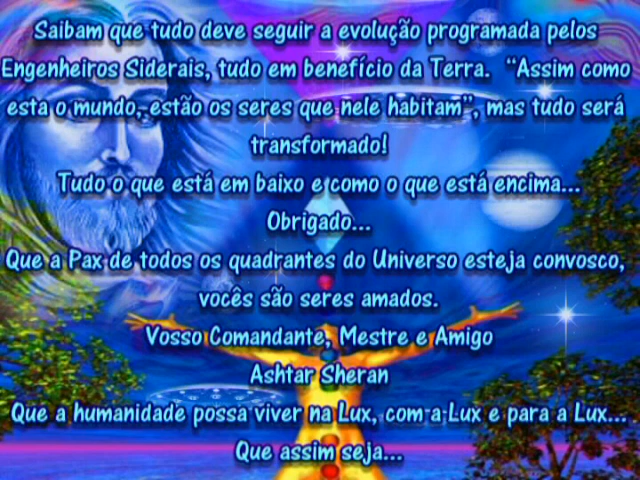 Saibam que tudo deve seguir a evolução programada pelos
Engenheiros Siderais, tudo em benefício da Terra. “Assim como
esta o mundo, estão os seres que nele habitam”, mas tudo será
transformado!
Tudo o que está em baixo e como o que está encima...
Obrigado...
Que a Pax de todos os quadrantes do Universo esteja convosco,
vocês são seres amados.
Vosso Comandante, Mestre e Amigo
Ashtar Sheran
Que a humanidade possa viver na Lux, com a Lux e para a Lux...
Que assim seja...